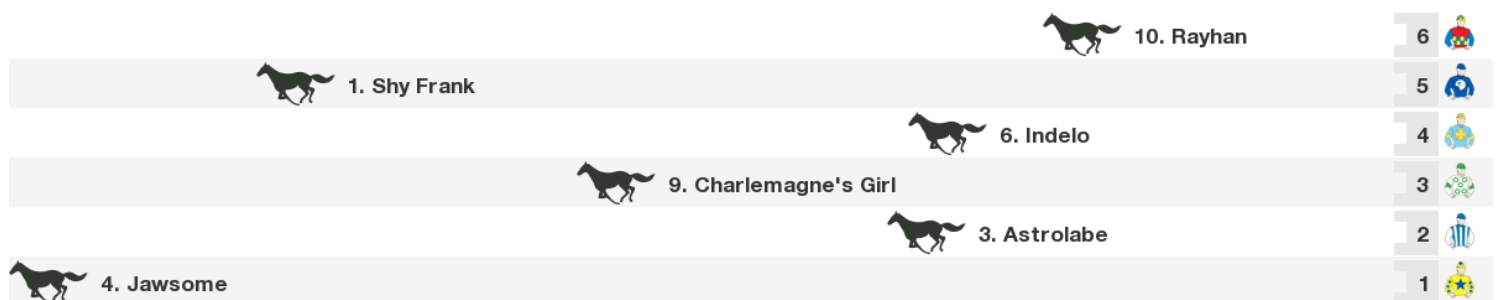 10. Rayhan 6
1. Shy Frank 5
6. Indelo 4
9. Charlemagne's Girl 3
3. Astrolabe 2
4. Jawsome 1